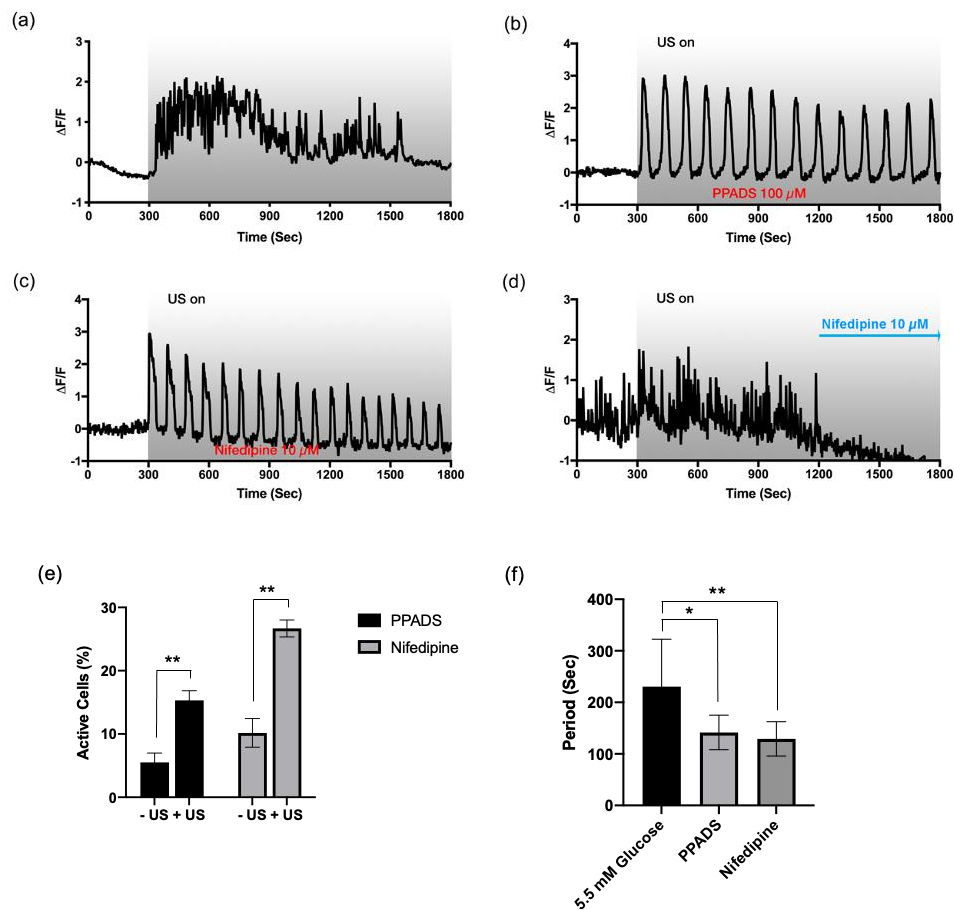 (a)
3
2
1
0
-1
ΔF/F
0 300 600 900 1200 1500 1800
Time (Sec)
(b)
US on
4
3
2
1
0
-1
ΔF/F
PPADS 100 µM
0 300 600 900 1200 1500 1800
Time (Sec)
(c)
US on
4
3
2
1
0
-1
ΔF/F
Nifedipine 10 µM
0 300 600 900 1200 1500 1800
Time (Sec)
(d)
US on
Nifedipine 10 µM
3
2
1
0
-1
ΔF/F
0 300 600 900 1200 1500 1800
Time (Sec)
(e)
30
20
10
0
Active Cells (%)
**
**
PPADS
Nifedipine
- US + US - US + US
(f)
400
300
200
100
0
Period (Sec)
**
*
5.5 mM Glucose
PPADS
Nifedipine